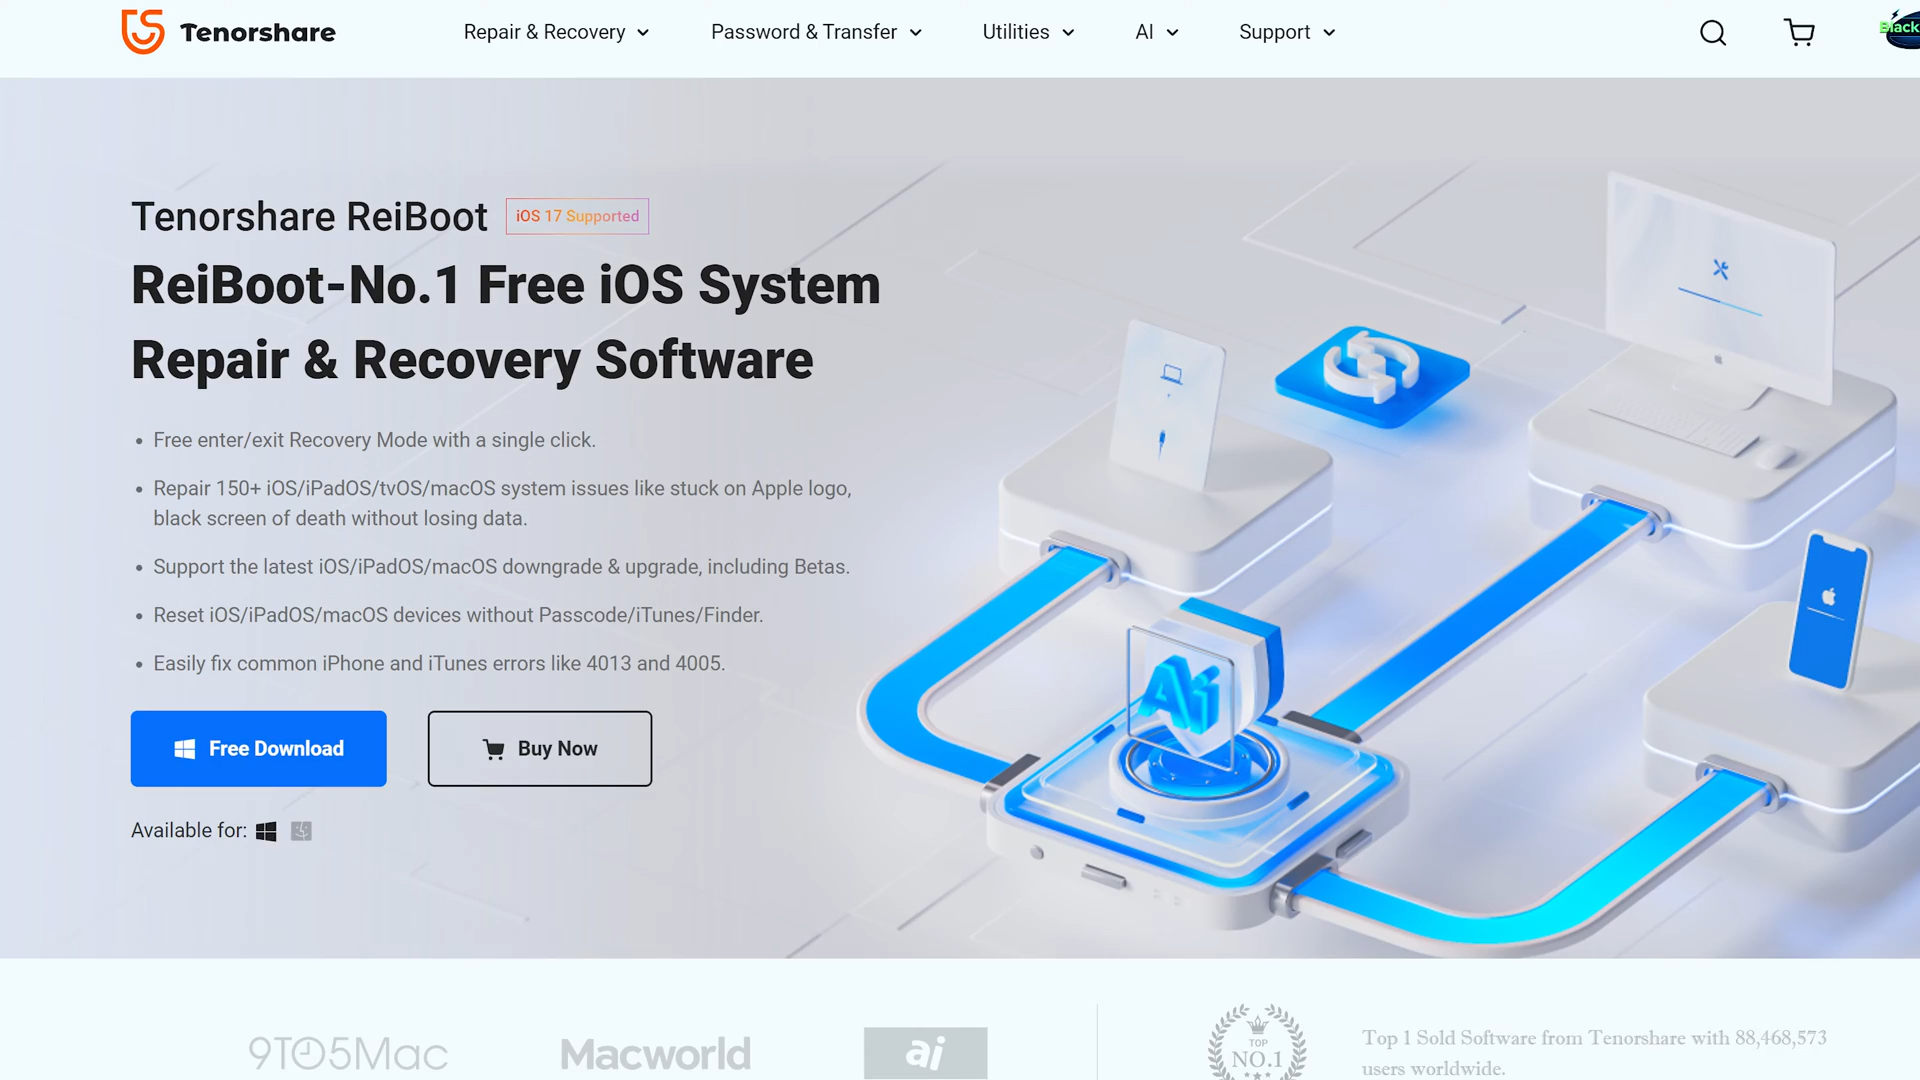 Tenorshare
Repair & Recovery
Password & Transfer
Utilities
AI
Support
Black
Tenorshare ReiBoot
iOS 17 Supported
ReiBoot-No.1 Free iOS System
Repair & Recovery Software
Free enter/exit Recovery Mode with a single click.
Repair 150+ iOS/iPadOS/tvOS/macOS system issues like stuck on Apple logo,
black screen of death without losing data.
Support the latest iOS/iPadOS/macOS downgrade & upgrade, including Betas.
Reset iOS/iPadOS/macOS devices without Passcode/iTunes/Finder.
Easily fix common iPhone and iTunes errors like 4013 and 4005.
Ai
Free Download
Buy Now
Available for:
9TO5Mac
Macworld
ai
TOP
NO.1
Top 1 Sold Software from Tenorshare with 88,468,573
users worldwide.